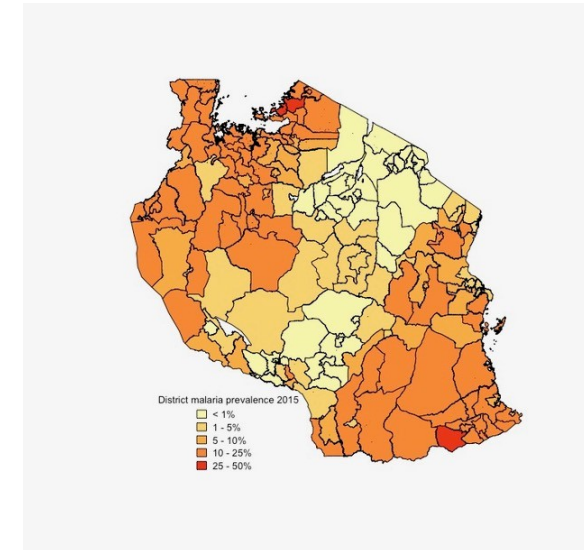 District malaria prevalence 2015
< 1%
1 - 5%
5 - 10%
10 - 25%
25 - 50%